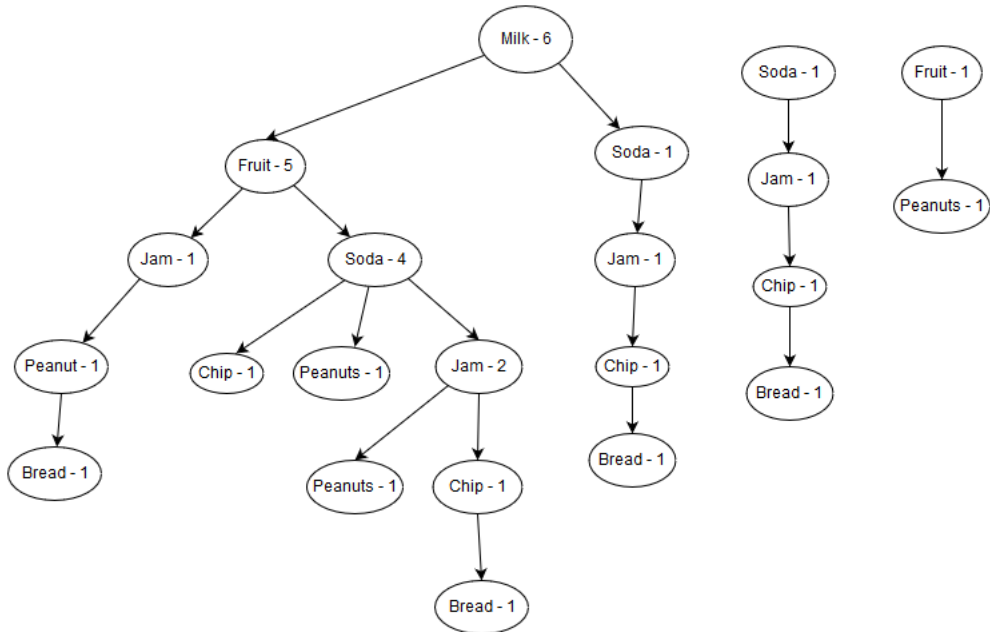 Milk - 6
Soda - 1
Fruit - 1
Fruit - 5
Soda - 1
Jam - 1
Peanuts - 1
Jam - 1
Soda - 4
Jam - 1
Chip - 1
Peanut - 1
Chip - 1
Peanuts - 1
Jam - 2
Chip - 1
Bread - 1
Bread - 1
Peanuts - 1
Chip - 1
Bread - 1
Bread - 1